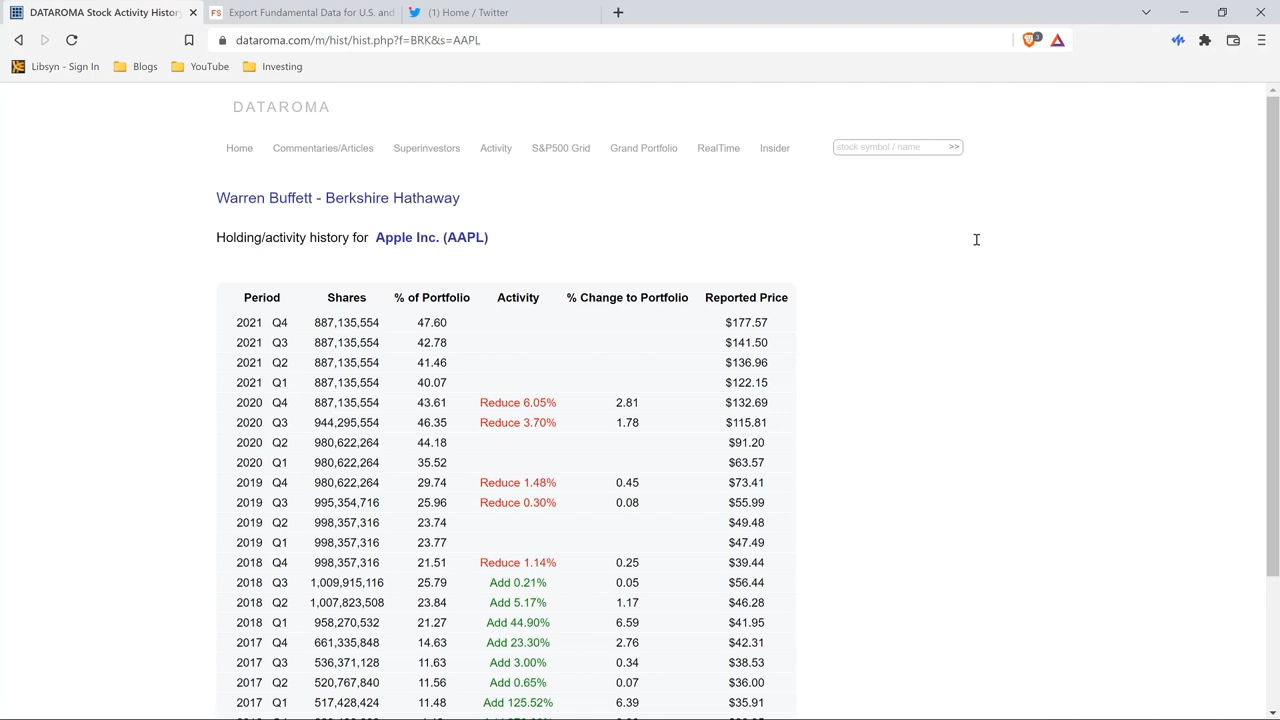 DATAROMA Stock Activity History
Export Fundamental Data for U.S. and
(1) Home / Twitter
dataroma.com/m/hist/hist.php?f=BRK&s=AAPL
3
Libsyn - Sign In Blogs YouTube Investing
DATAROMA
Home Commentaries/Articles Superinvestors Activity S&P500 Grid Grand Portfolio RealTime Insider stock symbol / name >>
Warren Buffett - Berkshire Hathaway
Holding/activity history for Apple Inc. (AAPL)
Period Shares % of Portfolio Activity % Change to Portfolio Reported Price
2021 Q4 887,135,554 47.60 $177.57
2021 Q3 887,135,554 42.78 $141.50
2021 Q2 887,135,554 41.46 $136.96
2021 Q1 887,135,554 40.07 $122.15
2020 Q4 887,135,554 43.61 Reduce 6.05% 2.81 $132.69
2020 Q3 944,295,554 46.35 Reduce 3.70% 1.78 $115.81
2020 Q2 980,622,264 44.18 $91.20
2020 Q1 980,622,264 35.52 $63.57
2019 Q4 980,622,264 29.74 Reduce 1.48% 0.45 $73.41
2019 Q3 995,354,716 25.96 Reduce 0.30% 0.08 $55.99
2019 Q2 998,357,316 23.74 $49.48
2019 Q1 998,357,316 23.77 $47.49
2018 Q4 998,357,316 21.51 Reduce 1.14% 0.25 $39.44
2018 Q3 1,009,915,116 25.79 Add 0.21% 0.05 $56.44
2018 Q2 1,007,823,508 23.84 Add 5.17% 1.17 $46.28
2018 Q1 958,270,532 21.27 Add 44.90% 6.59 $41.95
2017 Q4 661,335,848 14.63 Add 23.30% 2.76 $42.31
2017 Q3 536,371,128 11.63 Add 3.00% 0.34 $38.53
2017 Q2 520,767,840 11.56 Add 0.65% 0.07 $36.00
2017 Q1 517,428,424 11.48 Add 125.52% 6.39 $35.91